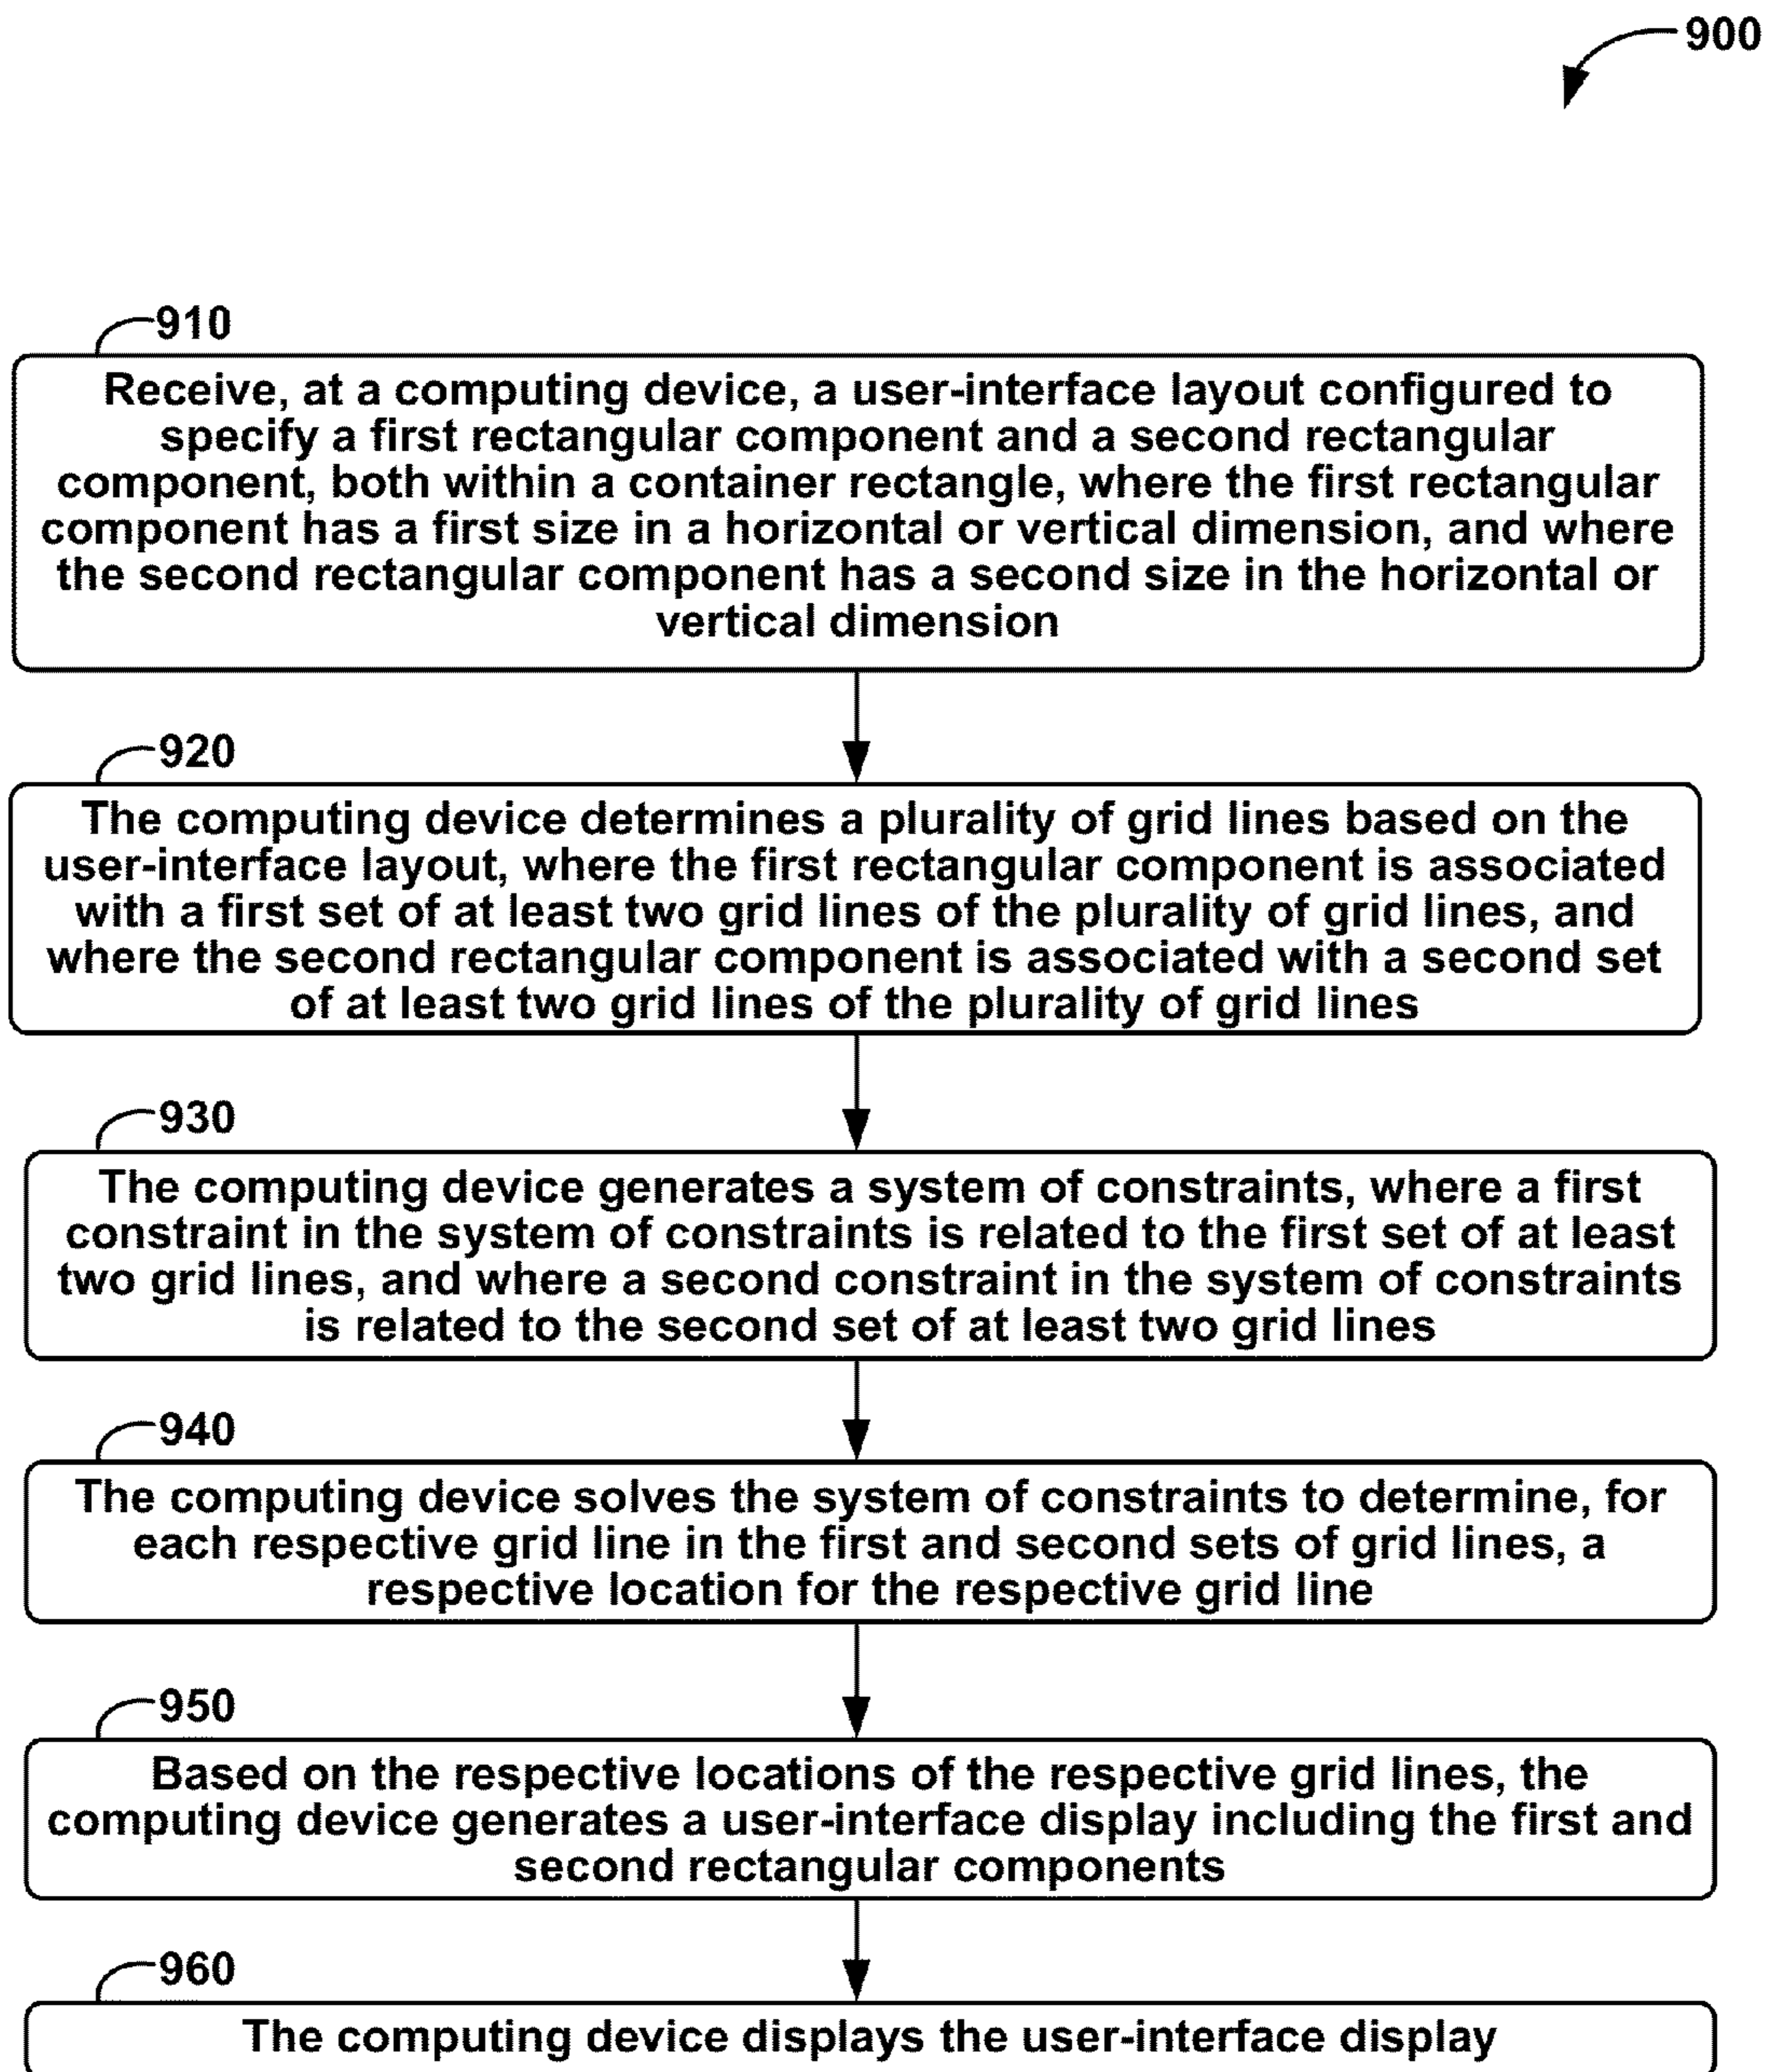 900
910
Receive, at a computing device, a user-interface layout configured to
specify a first rectangular component and a second rectangular
component, both within a container rectangle, where the first rectangular
component has a first size in a horizontal or vertical dimension, and where
the second rectangular component has a second size in the horizontal or
vertical dimension
920
The computing device determines a plurality of grid lines based on the
user-interface layout, where the first rectangular component is associated
with a first set of at least two grid lines of the plurality of grid lines, and
where the second rectangular component is associated with a second set
of at least two grid lines of the plurality of grid lines
930
The computing device generates a system of constraints, where a first
constraint in the system of constraints is related to the first set of at least
two grid lines, and where a second constraint in the system of constraints
is related to the second set of at least two grid lines
940
The computing device solves the system of constraints to determine, for
each respective grid line in the first and second sets of grid lines, a
respective location for the respective grid line
950
Based on the respective locations of the respective grid lines, the
computing device generates a user-interface display including the first and
second rectangular components
960
The computing device displays the user-interface display